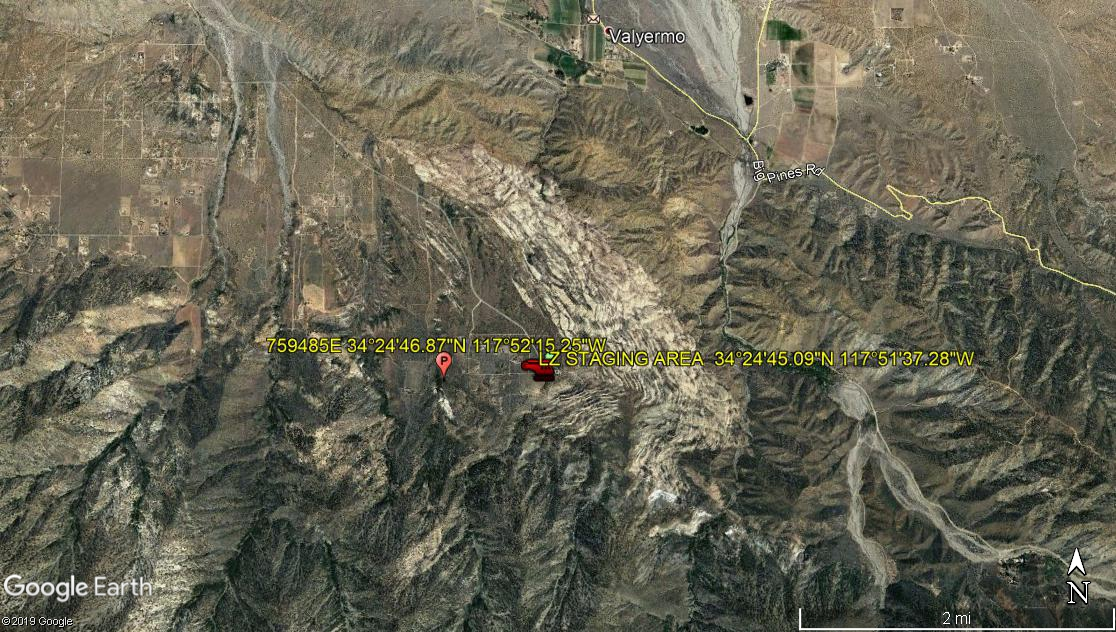 Valyermo
Big Pines Rx
759485E 34°24'46.87"N 117°52'15.25"W
LZ STAGING AREA 34°24'45.09"N 117°51'37.28"W
P
Google Earth
©2019 Google
N
2 mi